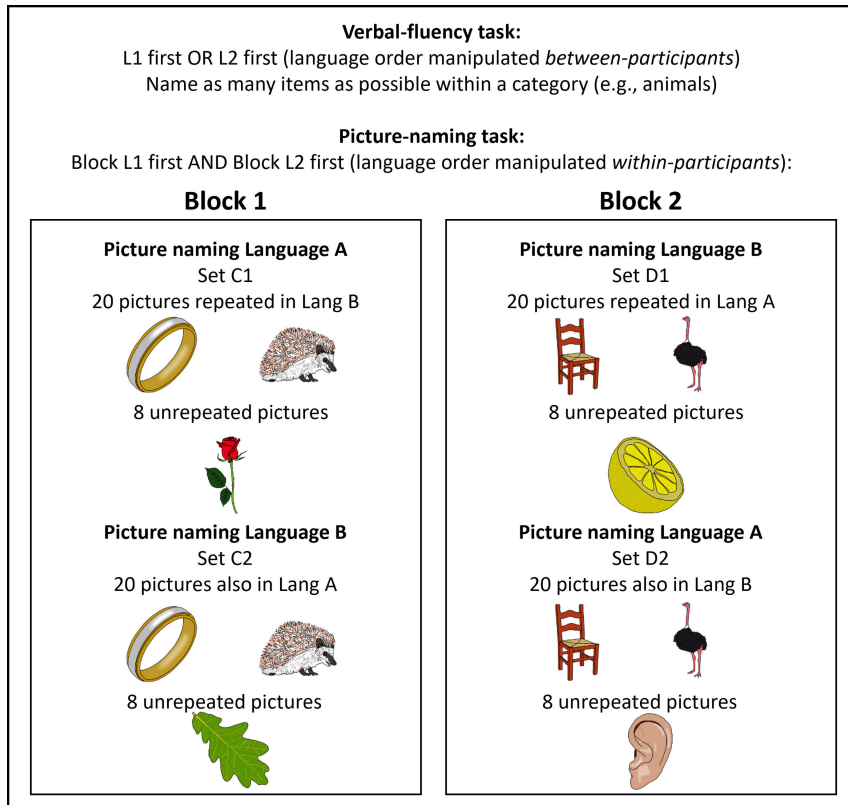 Verbal-fluency task:
L1 first OR L2 first (language order manipulated between-participants)
Name as many items as possible within a category (e.g., animals)
Picture-naming task:
Block L1 first AND Block L2 first (language order manipulated within-participants):
Block 1
Picture naming Language A
Set C1
20 pictures repeated in Lang B
8 unrepeated pictures
Picture naming Language B
Set C2
20 pictures also in Lang A
8 unrepeated pictures
Block 2
Picture naming Language B
Set D1
20 pictures repeated in Lang A
8 unrepeated pictures
Picture naming Language A
Set D2
20 pictures also in Lang B
8 unrepeated pictures